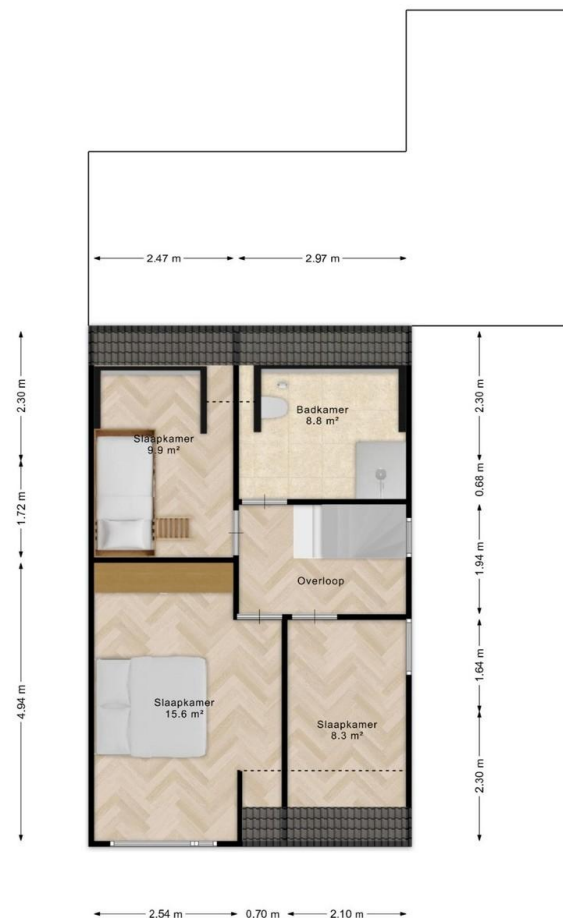 2.47 m
2.97 m
2.30 m
1.72 m
4.94 m
2.30 m
0.68 m
1.94 m
1.64 m
2.30 m
Badkamer
8.8 m²
Slaapkamer
9.9 m²
Overloop
Slaapkamer
15.6 m²
Slaapkamer
8.3 m²
2.54 m
0.70 m
2.10 m